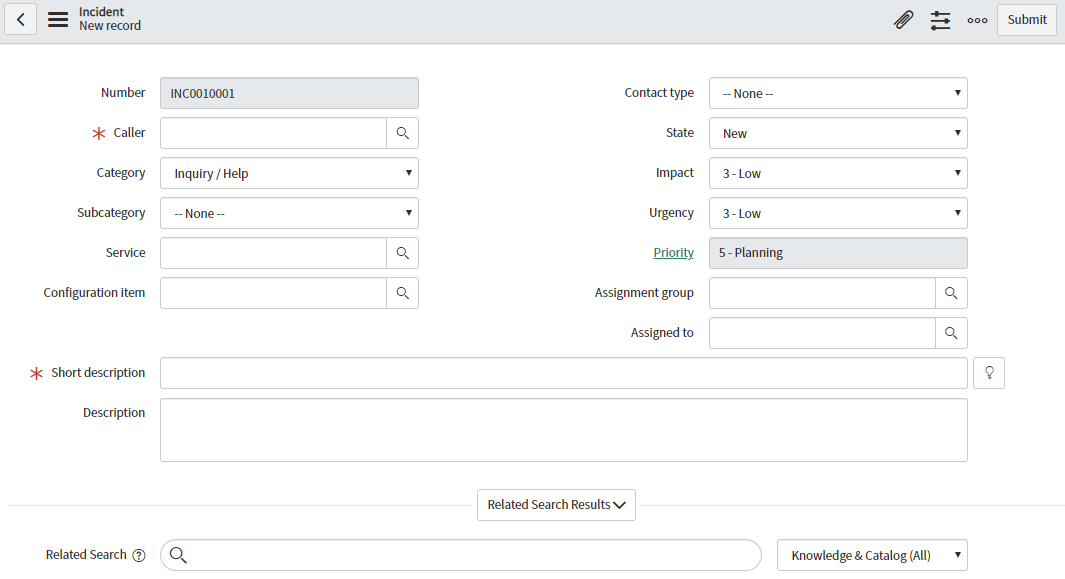 Incident
New record
Submit
Number INC0010001
Contact type -- None --
Caller
State New
Category Inquiry / Help
Impact 3 - Low
Subcategory -- None --
Urgency 3 - Low
Service
Priority 5 - Planning
Configuration item
Assignment group
Assigned to
Short description
Description
Related Search Results
Related Search ?
Knowledge & Catalog (All)